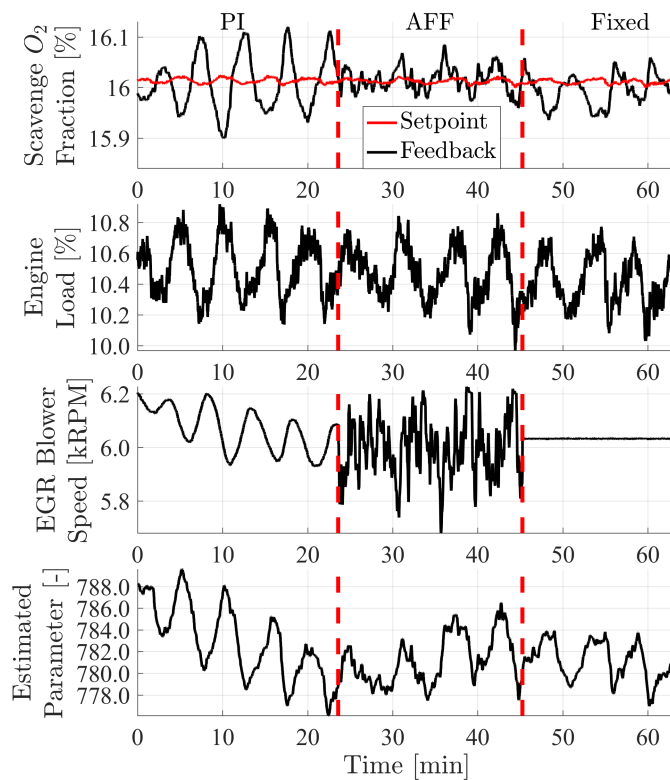 PI AFF Fixed
Scavenge O2
Fraction [%]
16.1
16
15.9
Setpoint
Feedback
0 10 20 30 40 50 60
Engine
Load [%]
10.8
10.6
10.4
10.2
10.0
0 10 20 30 40 50 60
EGR Blower
Speed [kRPM]
6.2
6.0
5.8
0 10 20 30 40 50 60
Estimated
Parameter [-]
788.0
786.0
784.0
782.0
780.0
778.0
0 10 20 30 40 50 60
Time [min]